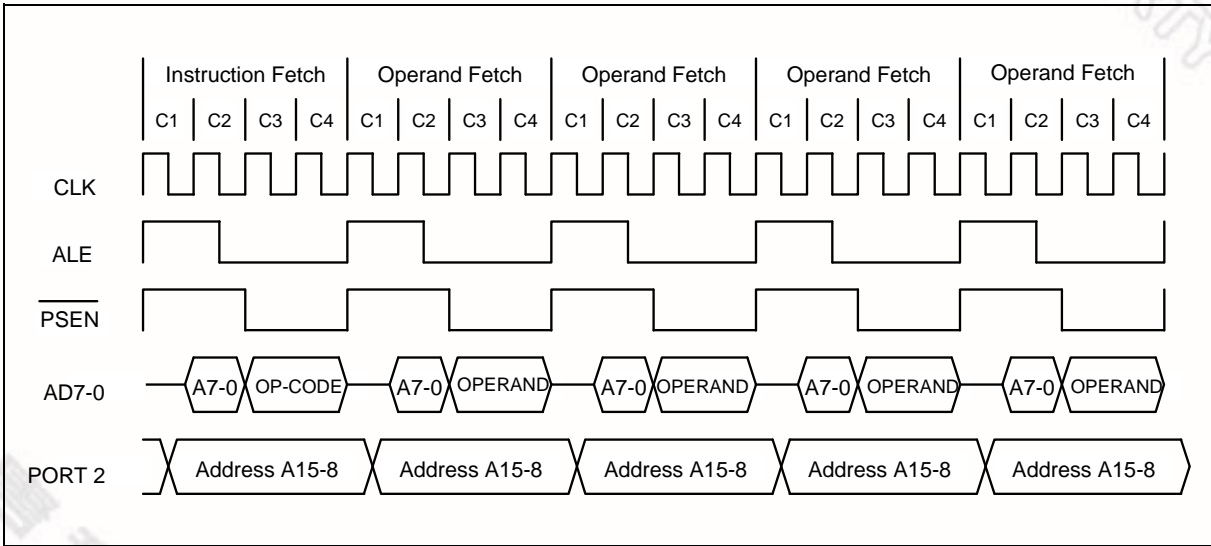 Instruction Fetch Operand Fetch Operand Fetch Operand Fetch Operand Fetch
C1 C2 C3 C4 C1 C2 C3 C4 C1 C2 C3 C4 C1 C2 C3 C4 C1 C2 C3 C4
CLK
ALE
PSEN
AD7-0 A7-0 OP-CODE A7-0 OPERAND A7-0 OPERAND A7-0 OPERAND A7-0 OPERAND
PORT 2 Address A15-8 Address A15-8 Address A15-8 Address A15-8 Address A15-8